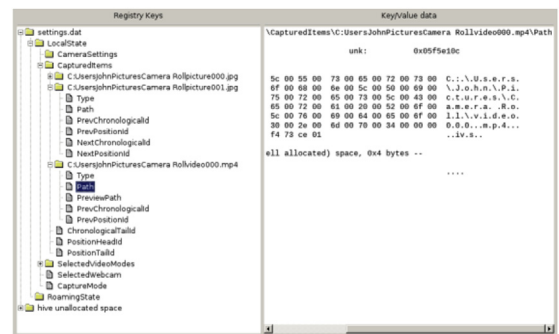 Registry Keys
settings.dat
LocalState
CameraSettings
CapturedItems
C:UsersJohnPicturesCamera Rollpicture000.jpg
C:UsersJohnPicturesCamera Rollpicture001.jpg
Type
Path
PrevChronologicalId
PrevPositionId
NextChronologicalId
NextPositionId
C:UsersJohnPicturesCamera Rollvideo000.mp4
Type
Path
PreviewPath
PrevChronologicalId
PrevPositionId
ChronologicalTailId
PositionHeadId
PositionTailId
SelectedVideoModes
SelectedWebcam
CaptureMode
RoamingState
hive unallocated space
Key/Value data
\CapturedItems\C:UsersJohnPicturesCamera Rollvideo000.mp4\Path
unk: 0x05f5e10c
5c 00 55 00 73 00 65 00 72 00 73 00 C.:.\.U.s.e.r.s.
6f 00 68 00 6e 00 5c 00 50 00 69 00 \.J.o.h.n.\.P.i.
75 00 72 00 65 00 73 00 5c 00 43 00 c.t.u.r.e.s.\.C.
65 00 72 00 61 00 20 00 52 00 6f 00 a.m.e.r.a. .R.o.
5c 00 76 00 69 00 64 00 65 00 6f 00 l.l.\.v.i.d.e.o.
30 00 2e 00 6d 00 70 00 34 00 00 00 0.0.0...m.p.4...
f4 73 ce 01 ..iv.s..
ell allocated) space, 0x4 bytes --
....